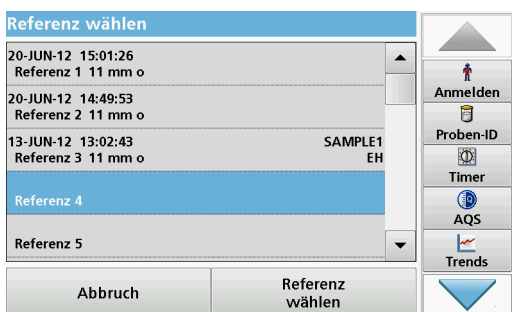 Referenz wählen
20-JUN-12 15:01:26
Referenz 1 11 mm o
20-JUN-12 14:49:53
Referenz 2 11 mm o
13-JUN-12 13:02:43 SAMPLE1
Referenz 3 11 mm o EH
Referenz 4
Referenz 5
Abbruch
Referenz
wählen
Anmelden
Proben-ID
Timer
AQS
Trends